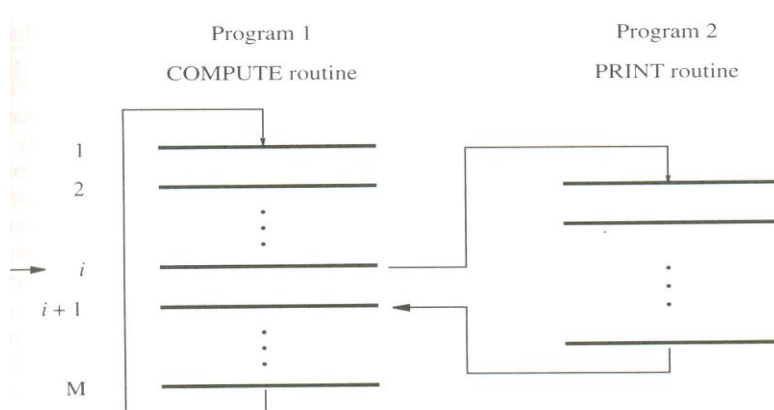 Program 1
COMPUTE routine
Program 2
PRINT routine
1
2
i
i + 1
M